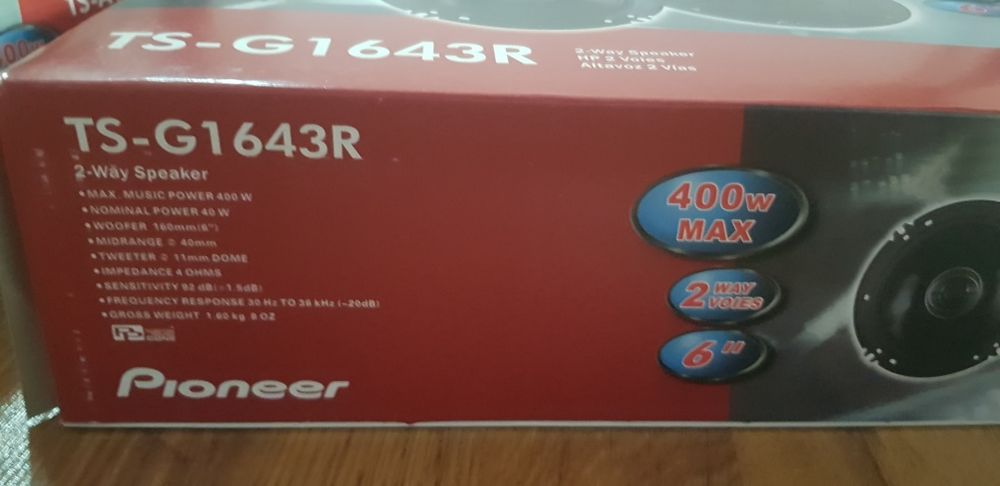 TS-G1643R
2-Way Speaker
HP 2 Voies
Altavoz 2 Vias
TS-G1643R
2-Way Speaker
• MAX. MUSIC POWER 400 W
• NOMINAL POWER 40 W
• WOOFER 160mm(6")
• MIDRANGE 40mm
• TWEETER 11mm DOME
• IMPEDANCE 4 OHMS
• SENSITIVITY 92 dB(-1.5dB)
• FREQUENCY RESPONSE 30 Hz TO 36 kHz (-20dB)
• GROSS WEIGHT 1.60 kg 8 OZ
Pioneer
400W
MAX
2 WAY
VOIES
6"